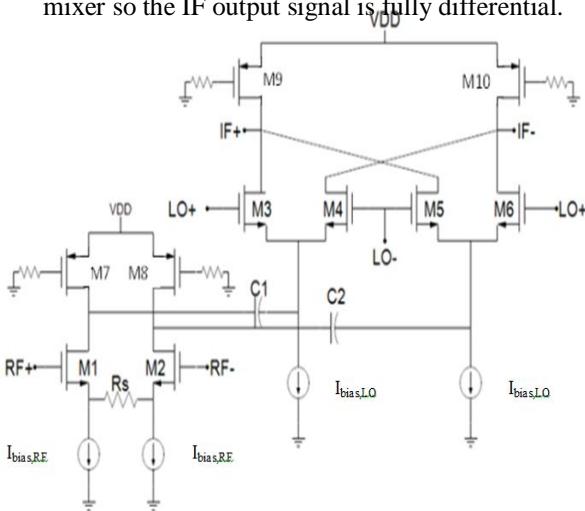 mixer so the IF output signal is fully differential.
VDD
M9 M10
IF+ IF-
LO+ M3 M4 M5 M6 LO+
VDD LO-
M7 M8
C1 C2
RF+ M1 M2 RF-
Rs
Ibias,LO Ibias,LO
Ibias,RF Ibias,RF